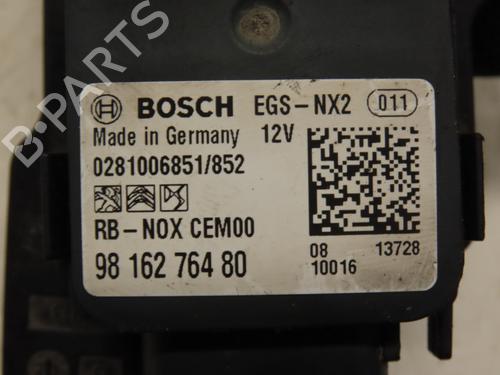 BOSCH EGS-NX2 011
Made in Germany 12V
0281006851/852
RB-NOX CEM00
98 162 764 80
08 13728
10016